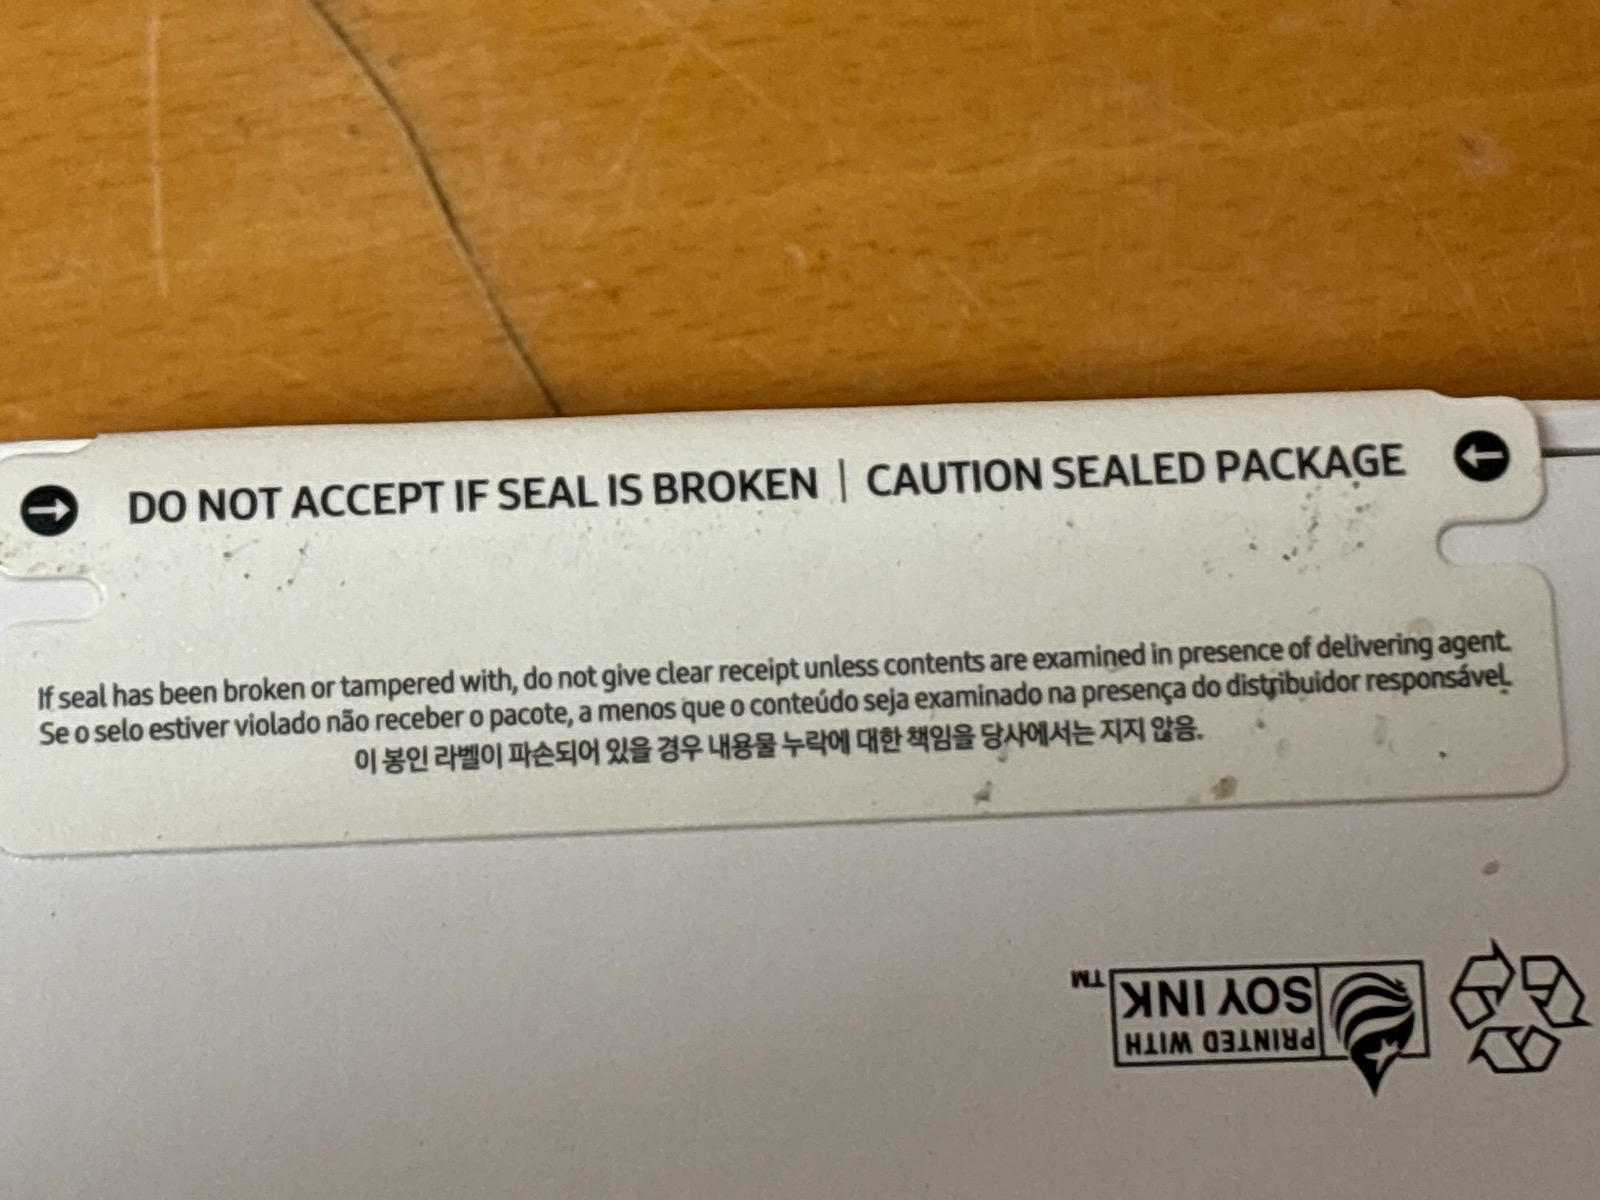 DO NOT ACCEPT IF SEAL IS BROKEN | CAUTION SEALED PACKAGE
If seal has been broken or tampered with, do not give clear receipt unless contents are examined in presence of delivering agent.
Se o selo estiver violado não receber o pacote, a menos que o conteúdo seja examinado na presença do distribuidor responsável.
이 봉인 라벨이 파손되어 있을 경우 내용물 누락에 대한 책임을 당사에서는 지지 않음.
PRINTED WITH
SOY INK™